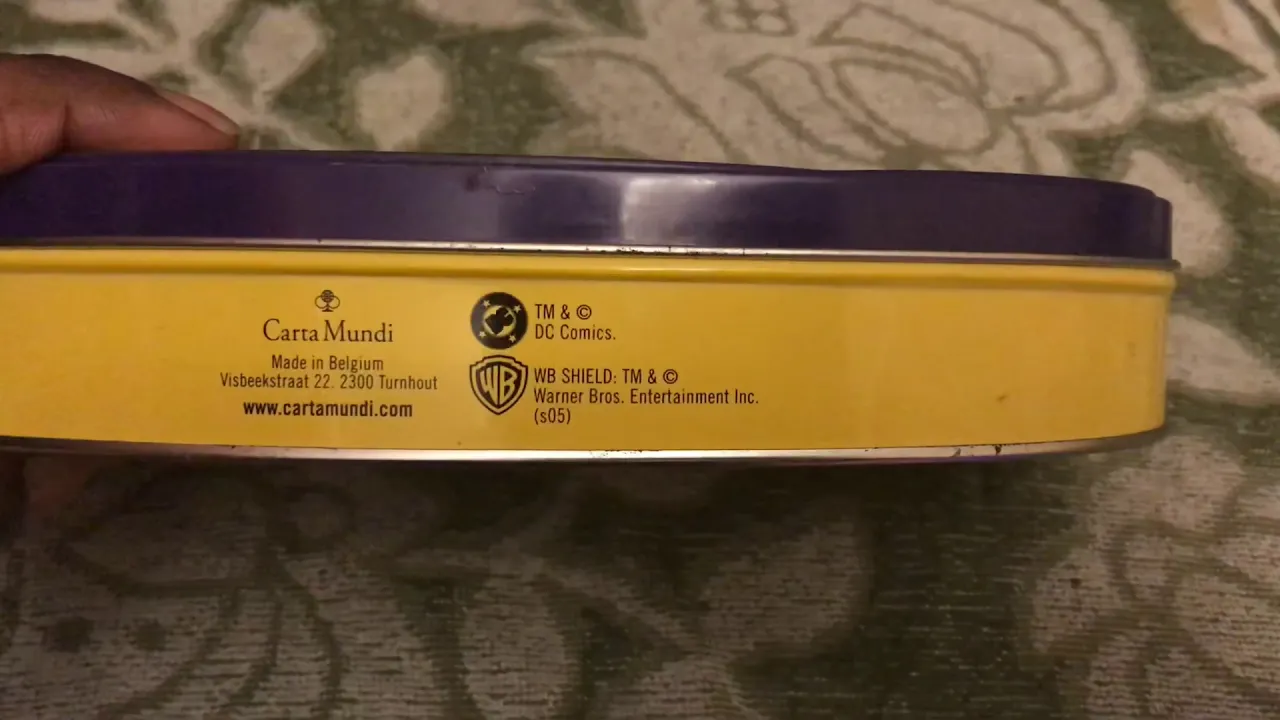 Carta Mundi
Made in Belgium
Visbeekstraat 22. 2300 Turnhout
www.cartamundi.com
TM & ©
DC Comics.
WB
WB SHIELD: TM & ©
Warner Bros. Entertainment Inc.
(s05)